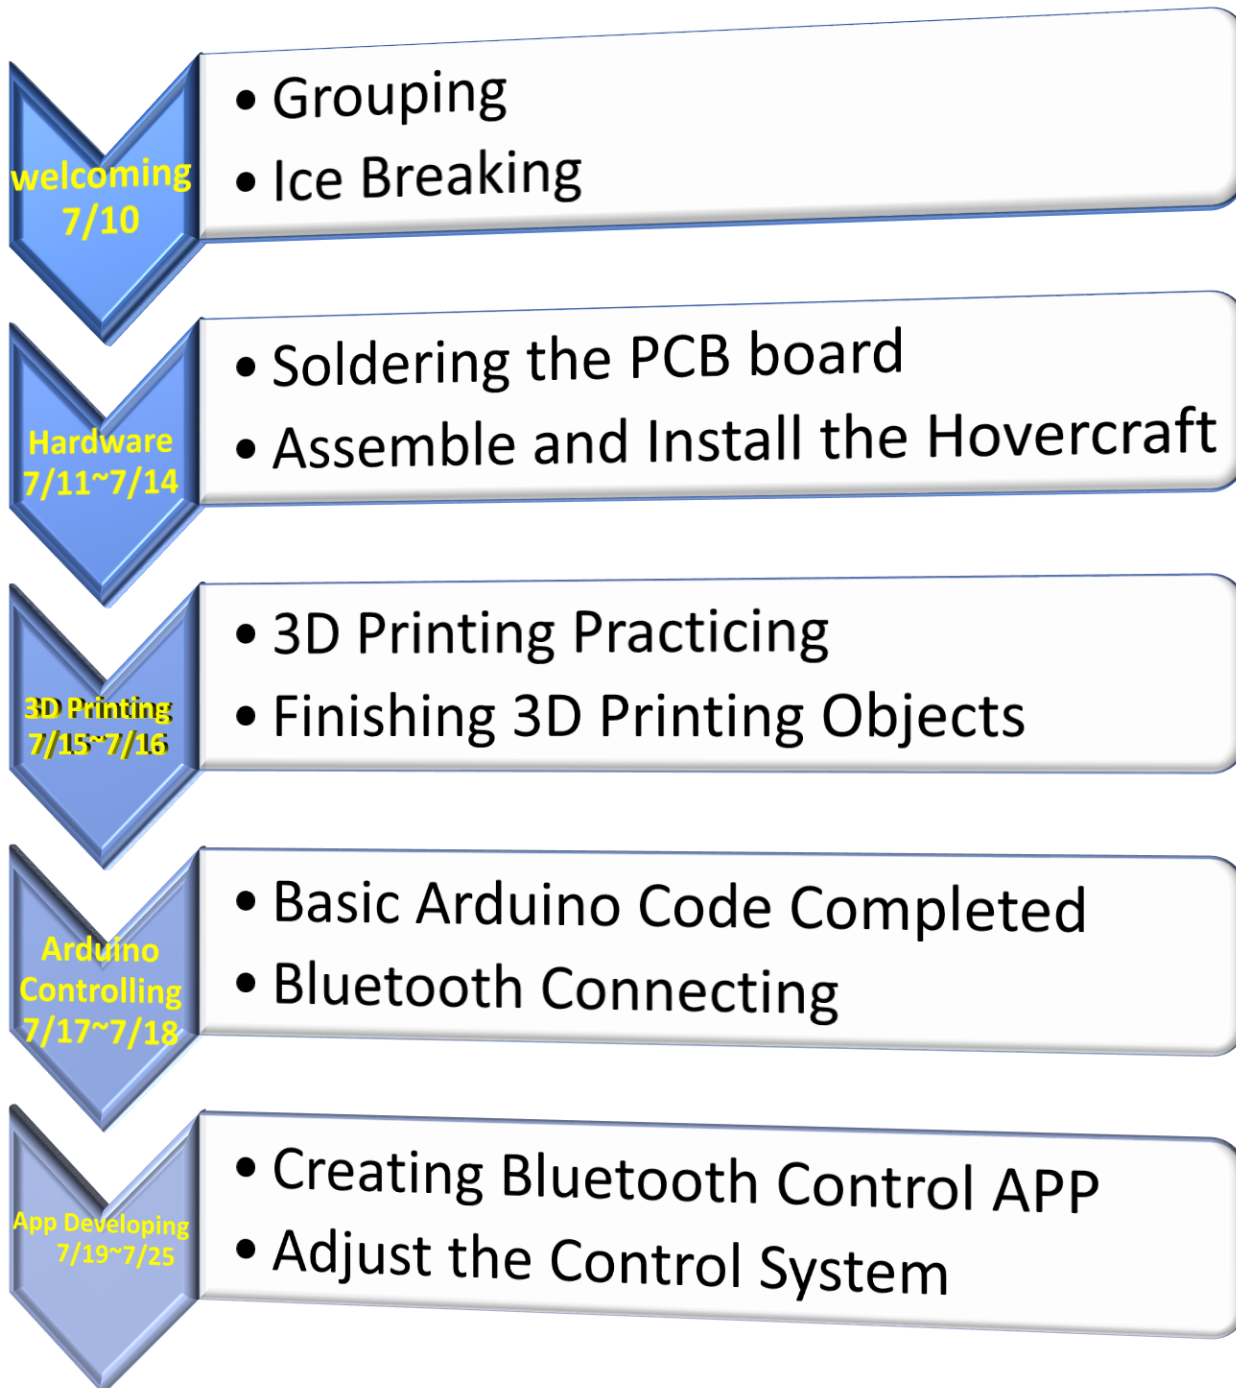 welcoming
7/10
• Grouping
• Ice Breaking
Hardware
7/11~7/14
• Soldering the PCB board
• Assemble and Install the Hovercraft
3D Printing
7/15~7/16
• 3D Printing Practicing
• Finishing 3D Printing Objects
Arduino
Controlling
7/17~7/18
• Basic Arduino Code Completed
• Bluetooth Connecting
App Developing
7/19~7/25
• Creating Bluetooth Control APP
• Adjust the Control System